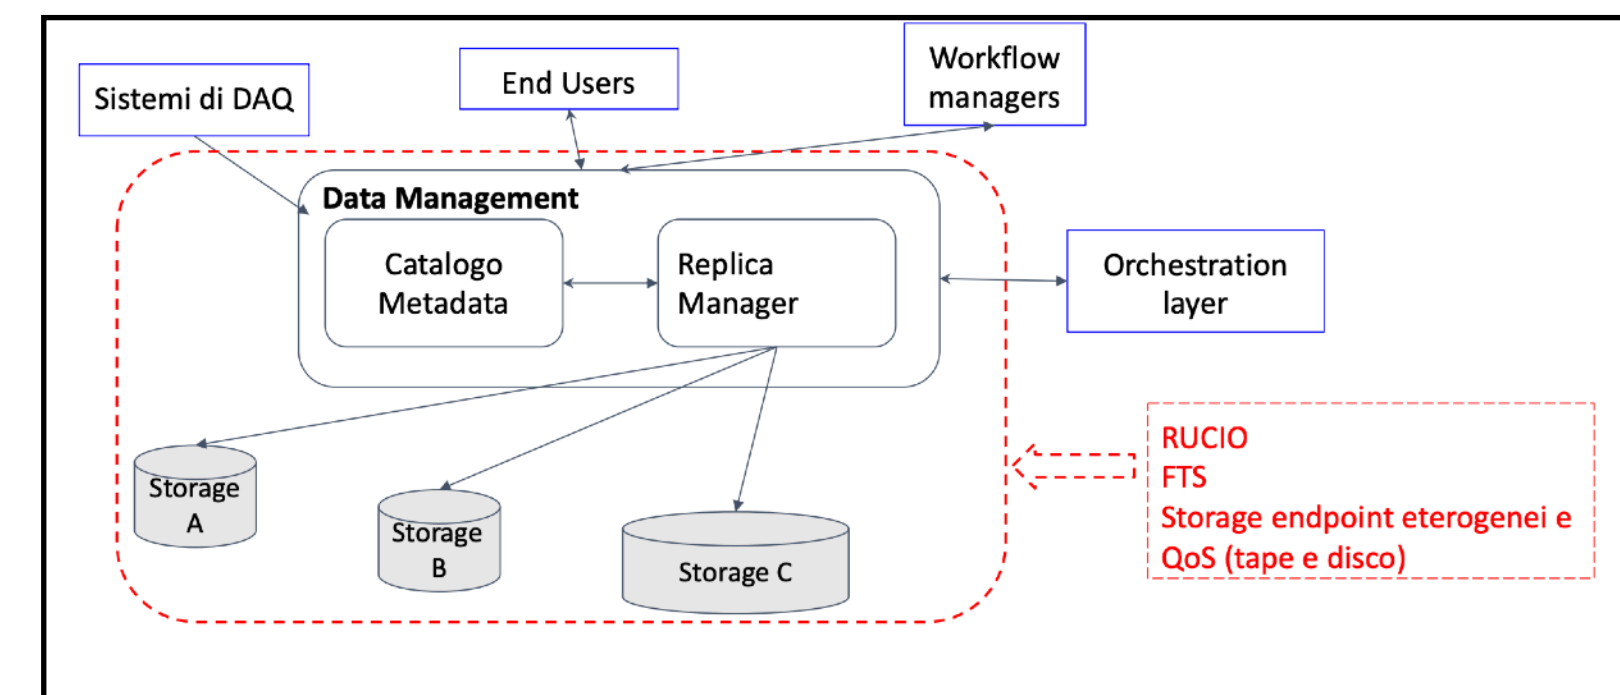 Sistemi di DAQ
End Users
Workflow
managers
Data Management
Catalogo
Metadata
Replica
Manager
Orchestration
layer
Storage
A
Storage
B
Storage C
RUCIO
FTS
Storage endpoint eterogenei e
QoS (tape e disco)